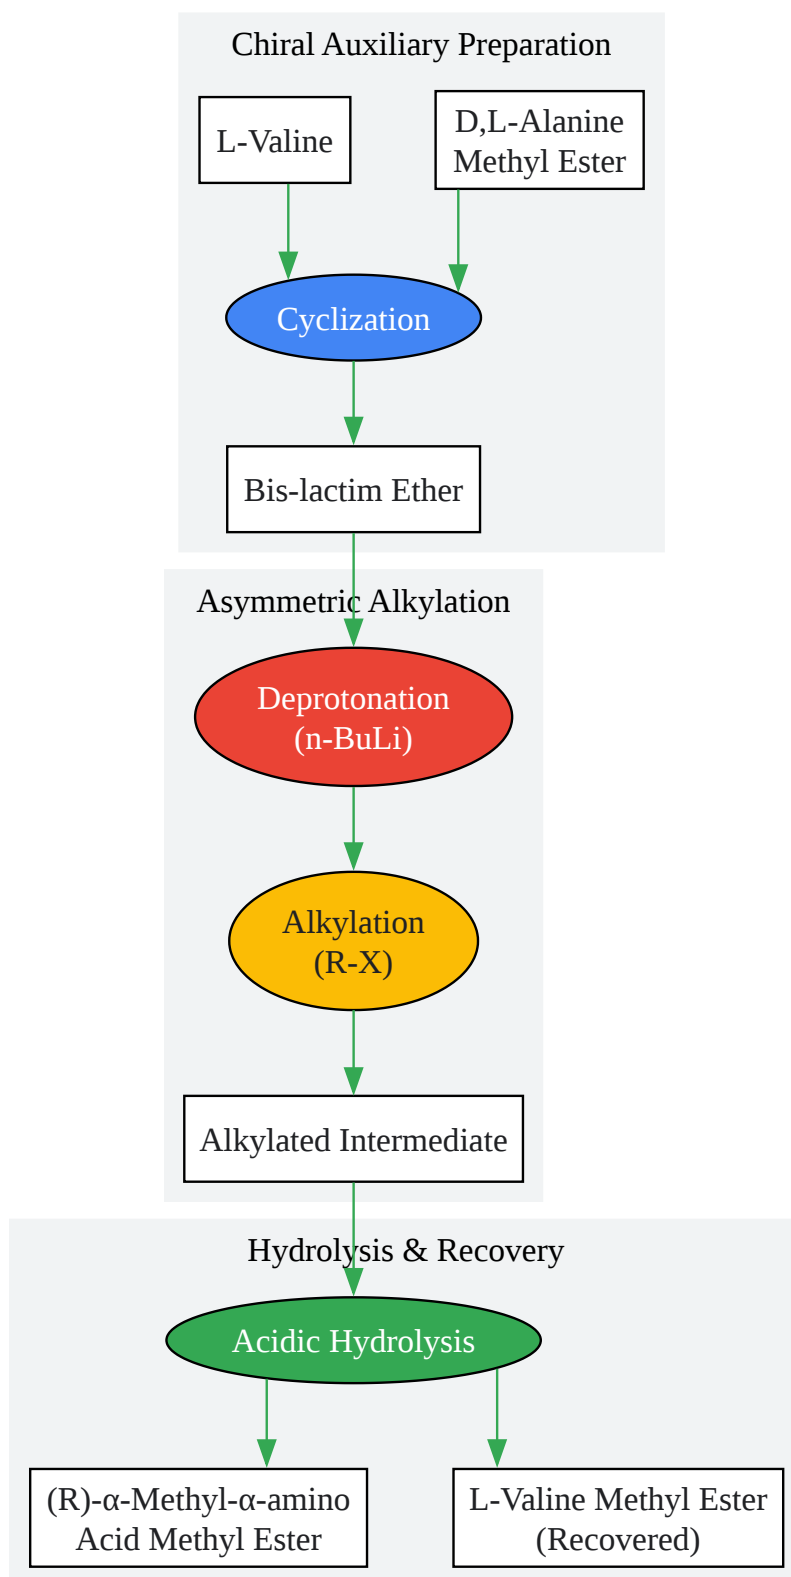 Chiral Auxiliary Preparation
L-Valine
D,L-Alanine
Methyl Ester
Cyclization
Bis-lactim Ether
Asymmetric Alkylation
Deprotonation
(n-BuLi)
Alkylation
(R-X)
Alkylated Intermediate
Hydrolysis & Recovery
Acidic Hydrolysis
(R)-α-Methyl-α-amino
Acid Methyl Ester
L-Valine Methyl Ester
(Recovered)